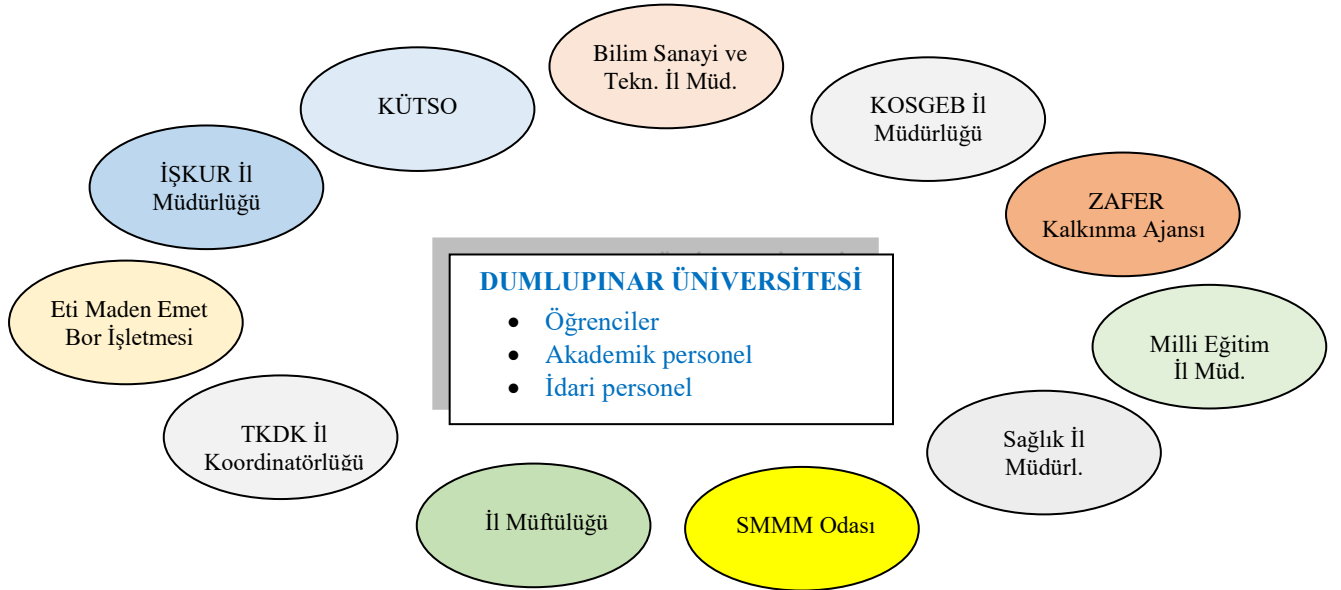 Bilim Sanayi ve
Tekn. İl Müd.
KÜTSO
KOSGEB İl
Müdürlüğü
İŞKUR İl
Müdürlüğü
ZAFER
Kalkınma Ajansı
DUMLUPINAR ÜNİVERSİTESİ
• Öğrenciler
• Akademik personel
• İdari personel
Eti Maden Emet
Bor İşletmesi
Milli Eğitim
İl Müd.
TKDK İl
Koordinatörlüğü
Sağlık İl
Müdürl.
İl Müftülüğü
SMMM Odası